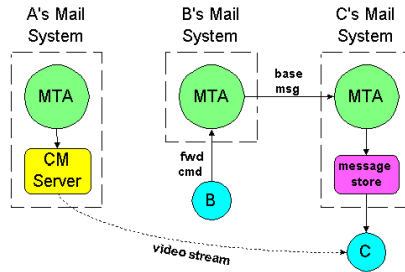 A's Mail
System
B's Mail
System
C's Mail
System
MTA
MTA
base
msg
MTA
CM
Server
fwd
cmd
message
store
B
video stream
C